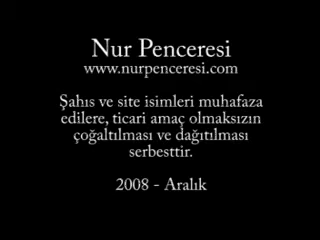 Nur Penceresi
www.nurpenceresi.com
Şahıs ve site isimleri muhafaza
edilere, ticari amaç olmaksızın
çoğaltılması ve dağıtılması
serbesttir.
2008 - Aralık